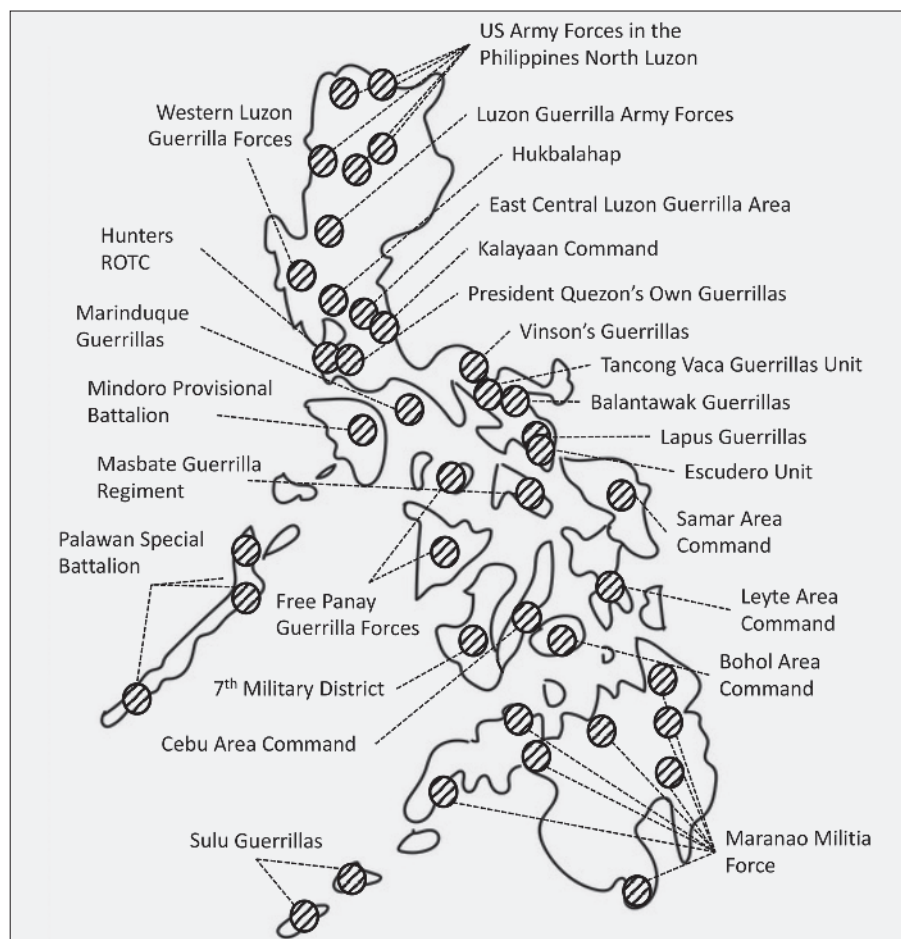 US Army Forces in the
Philippines North Luzon
Western Luzon
Guerrilla Forces
Luzon Guerrilla Army Forces
Hukbalahap
East Central Luzon Guerrilla Area
Hunters
ROTC
Kalayaan Command
President Quezon's Own Guerrillas
Marinduque
Guerrillas
Vinson's Guerrillas
Tancong Vaca Guerrillas Unit
Mindoro Provisional
Battalion
Balantawak Guerrillas
Lapus Guerrillas
Masbate Guerrilla
Regiment
Escudero Unit
Samar Area
Command
Palawan Special
Battalion
Free Panay
Guerrilla Forces
Leyte Area
Command
7th Military District
Bohol Area
Command
Cebu Area Command
Sulu Guerrillas
Maranao Militia
Force